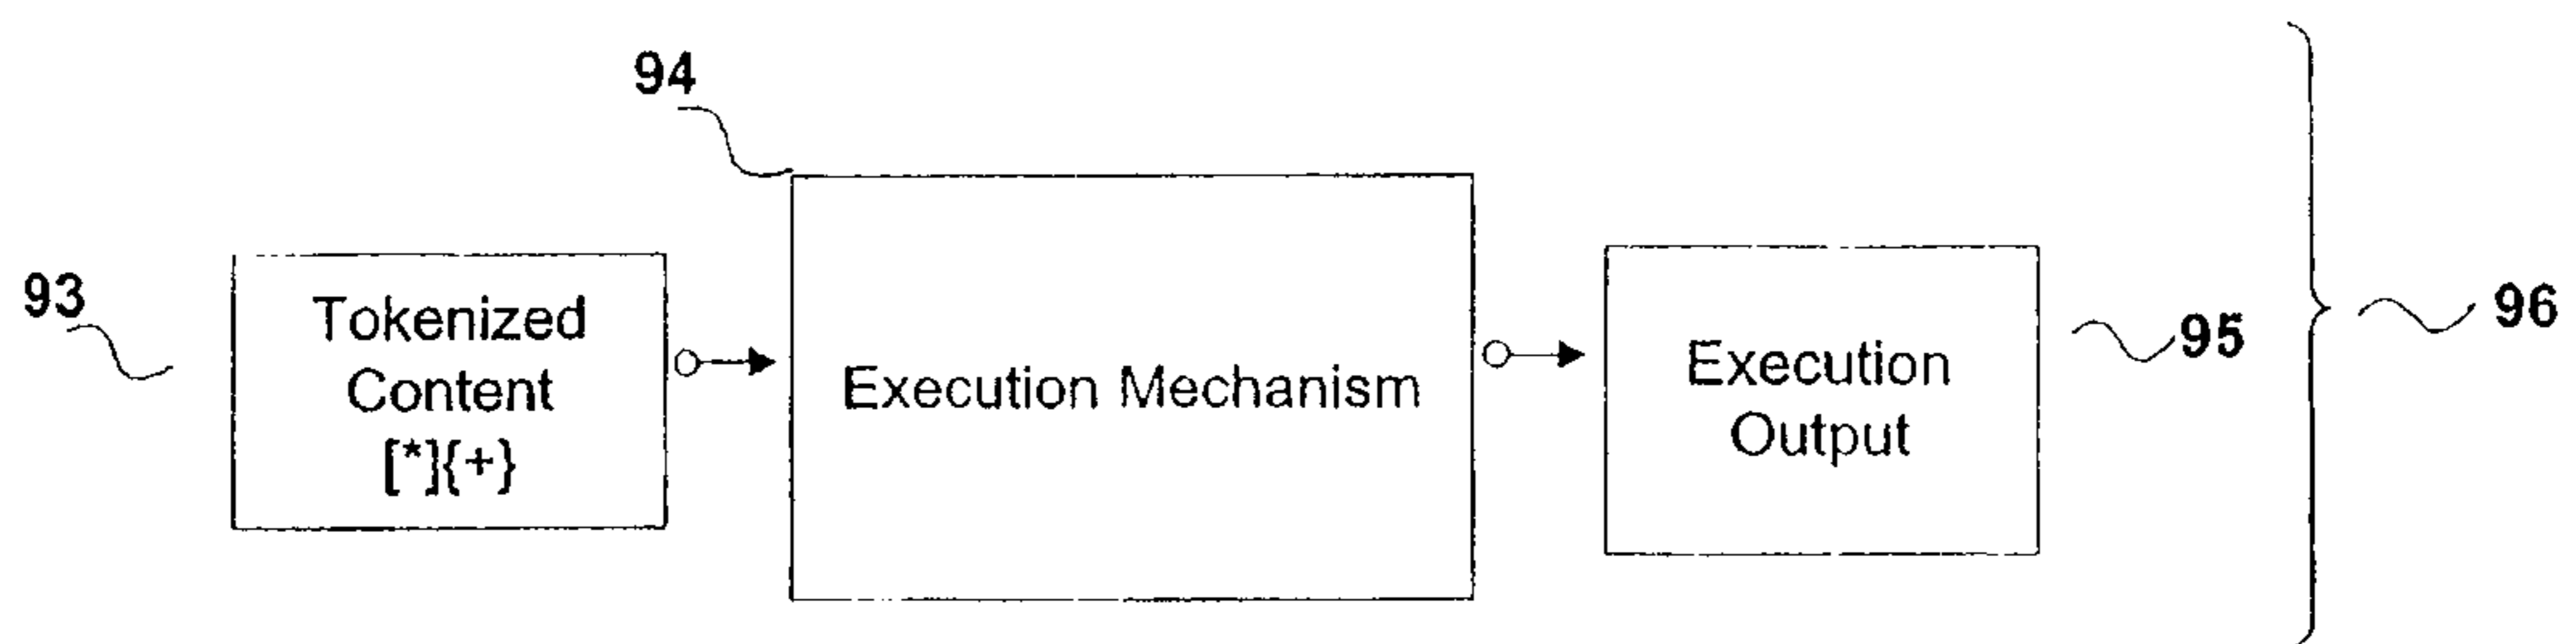 94
93
Tokenized
Content
[*]{+}
Execution Mechanism
Execution
Output
95
96